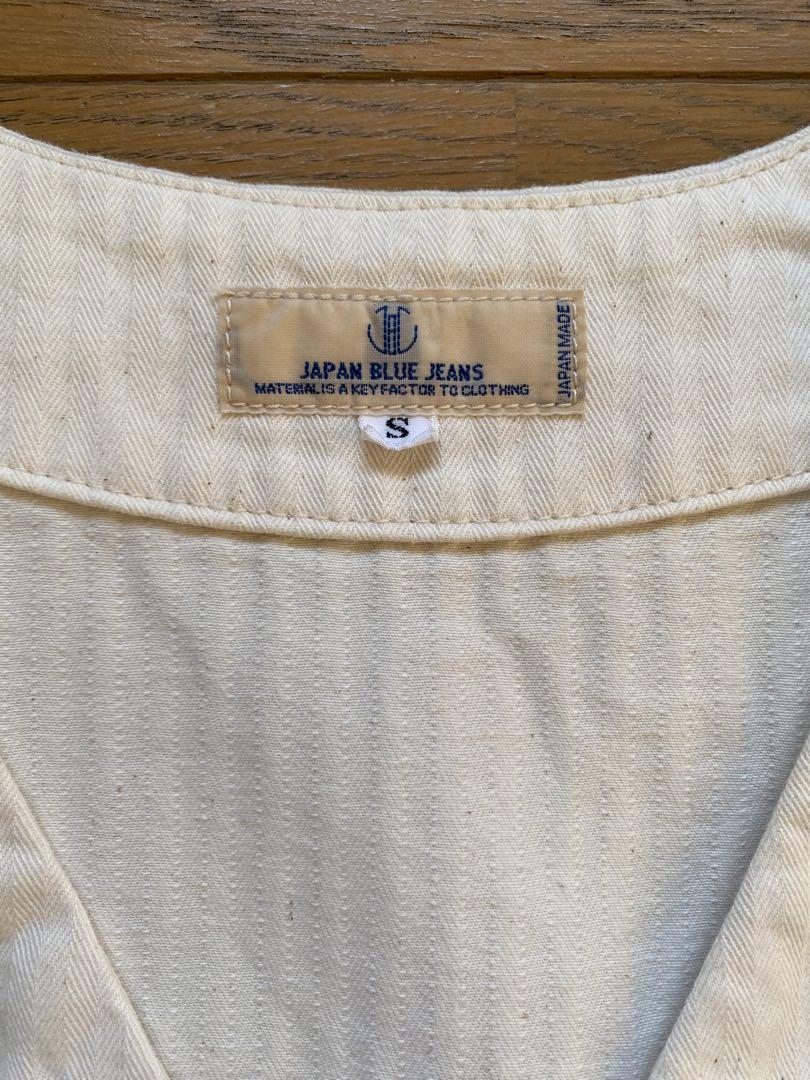 JAPAN BLUE JEANS
MATERIAL IS A KEY FACTOR TO CLOTHING
JAPAN MADE
S